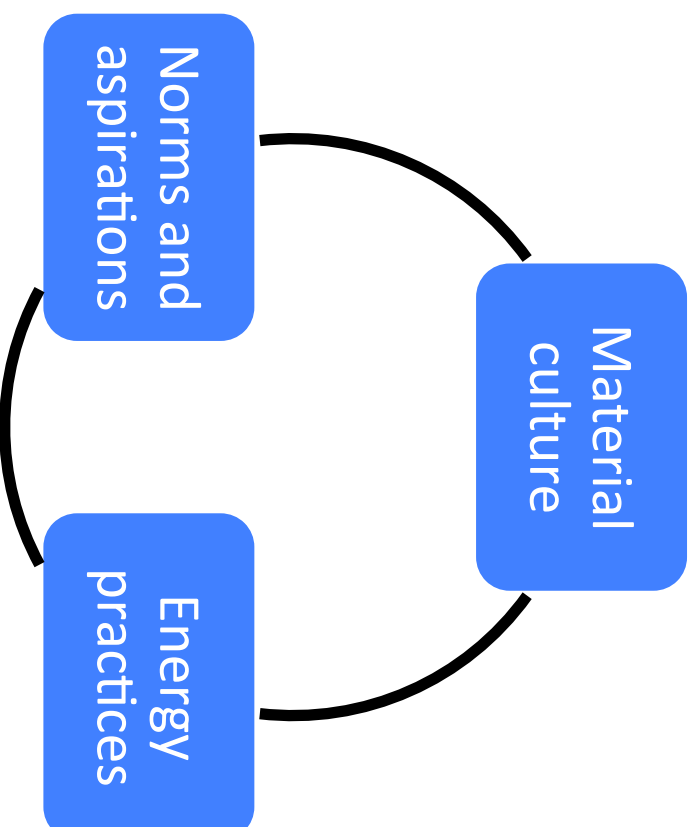 Material
culture
Norms and
aspirations
Energy
practices